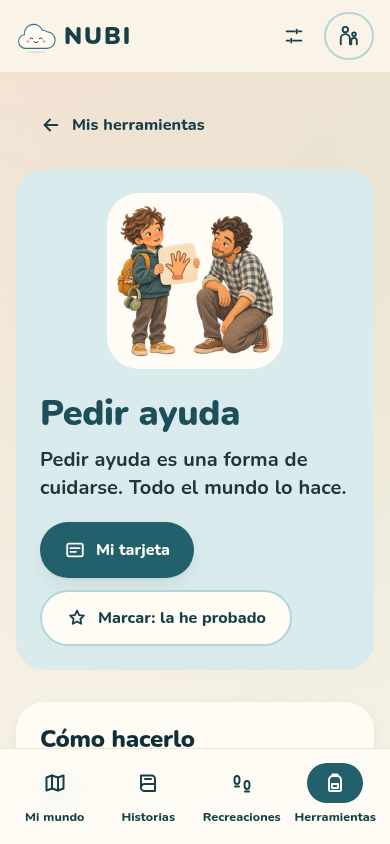 NUBI
Mis herramientas
Pedir ayuda
Pedir ayuda es una forma de
cuidarse. Todo el mundo lo hace.
Mi tarjeta
Marcar: la he probado
Cómo hacerlo
Mi mundo
Historias
Recreaciones
Herramientas